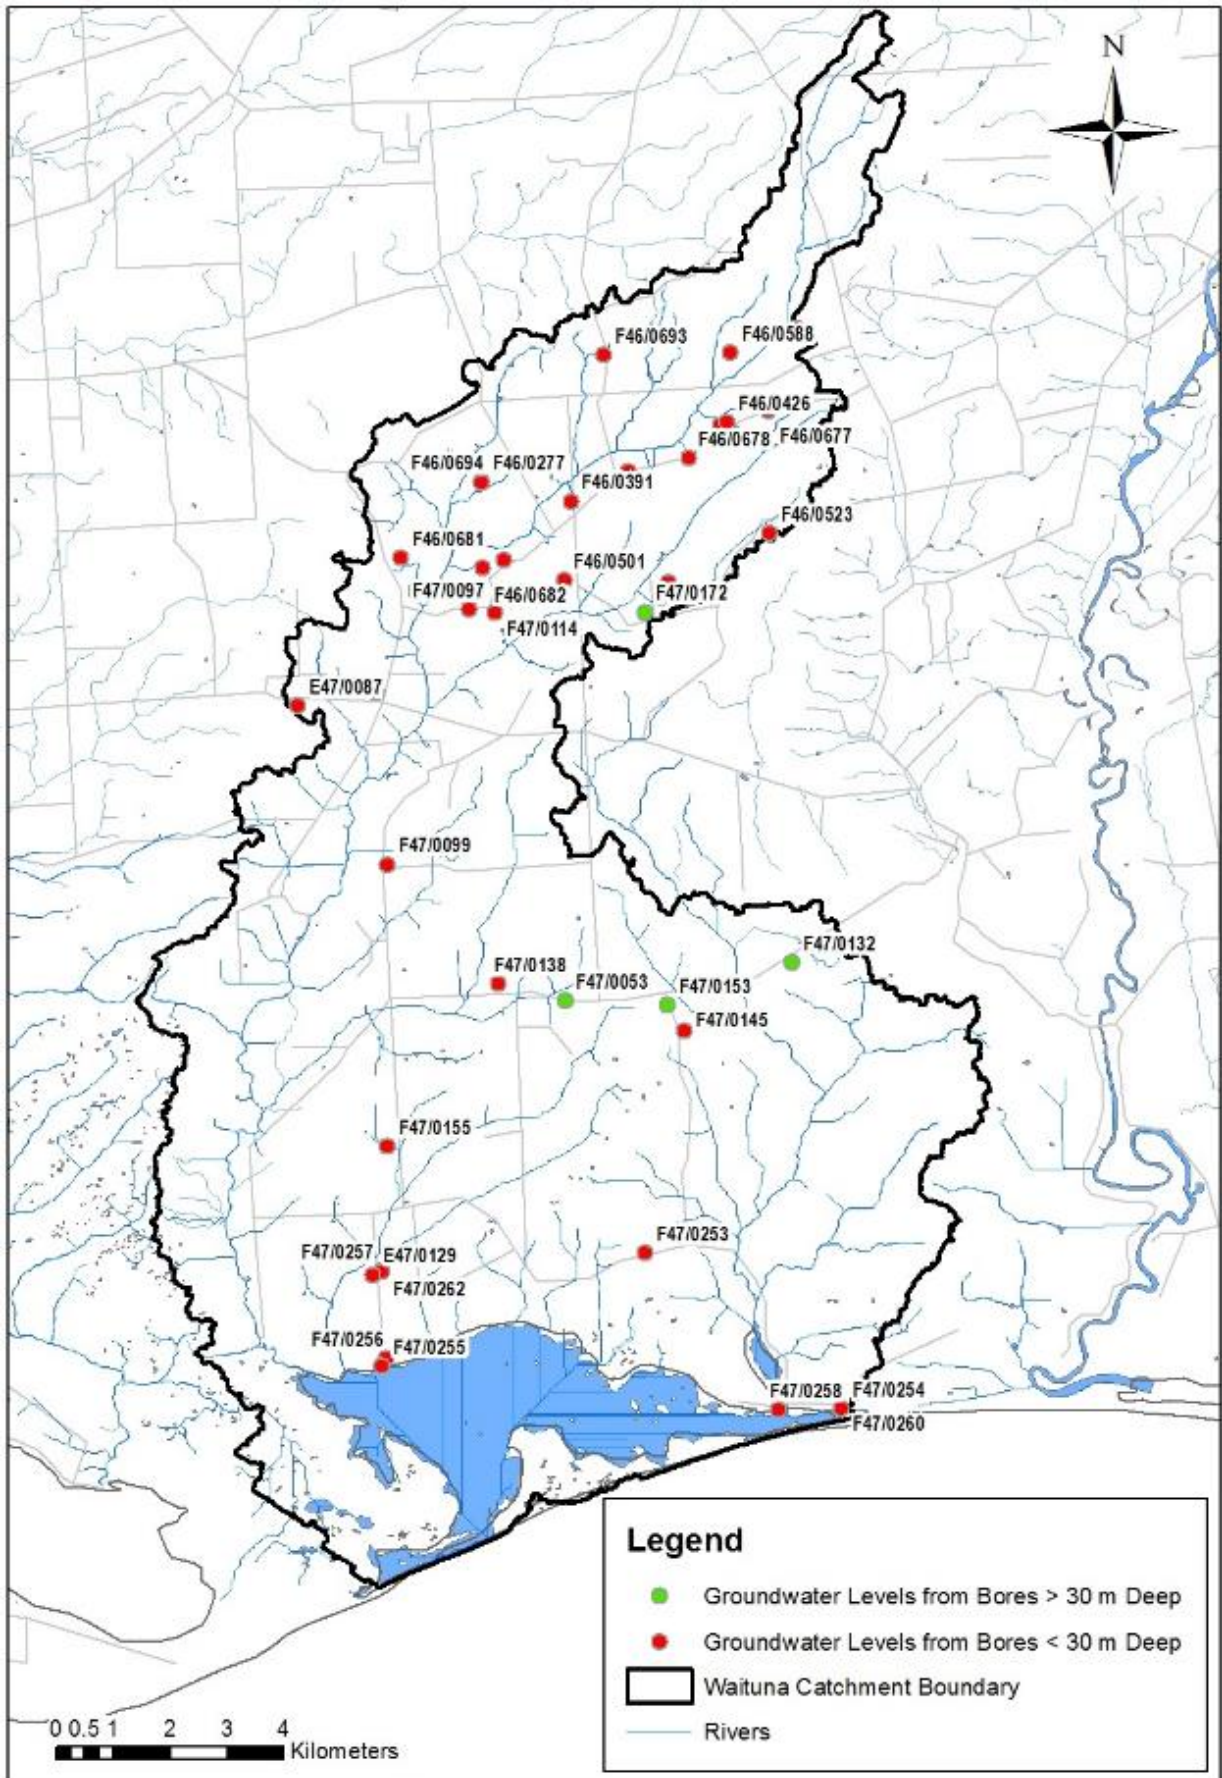 N
F46/0693
F46/0588
F46/0426
F46/0678
F46/0677
F46/0694
F46/0277
F46/0391
F46/0523
F46/0681
F46/0501
F47/0097
F46/0682
F47/0172
F47/0114
E47/0087
F47/0099
F47/0132
F47/0138
F47/0053
F47/0153
F47/0145
F47/0155
F47/0253
F47/0257
E47/0129
F47/0262
F47/0256
F47/0255
F47/0258
F47/0254
F47/0260
Legend
Groundwater Levels from Bores > 30 m Deep
Groundwater Levels from Bores < 30 m Deep
Waituna Catchment Boundary
Rivers
0 0.5 1 2 3 4
Kilometers